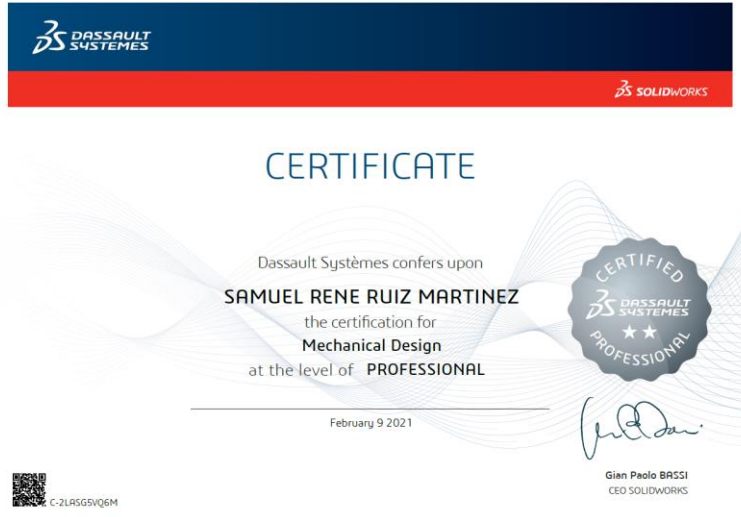 DASSAULT
SYSTEMES
SOLIDWORKS
CERTIFICATE
Dassault Systèmes confers upon
SAMUEL RENE RUIZ MARTINEZ
the certification for
Mechanical Design
at the level of PROFESSIONAL
February 9 2021
CERTIFIED
DASSAULT
SYSTEMES
PROFESSIONAL
Gian Paolo BASSI
CEO SOLIDWORKS
C-2LASG5VQ6M